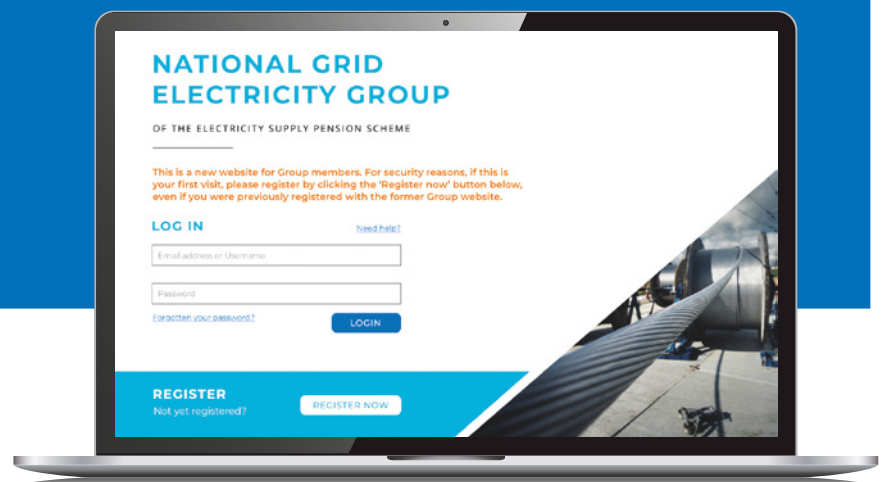 NATIONAL GRID
ELECTRICITY GROUP
OF THE ELECTRICITY SUPPLY PENSION SCHEME
This is a new website for Group members. For security reasons, if this is
your first visit, please register by clicking the 'Register now' button below,
even if you were previously registered with the former Group website.
LOG IN
Need help?
Email address or Username
Password
Forgotten your password?
LOGIN
REGISTER
Not yet registered?
REGISTER NOW